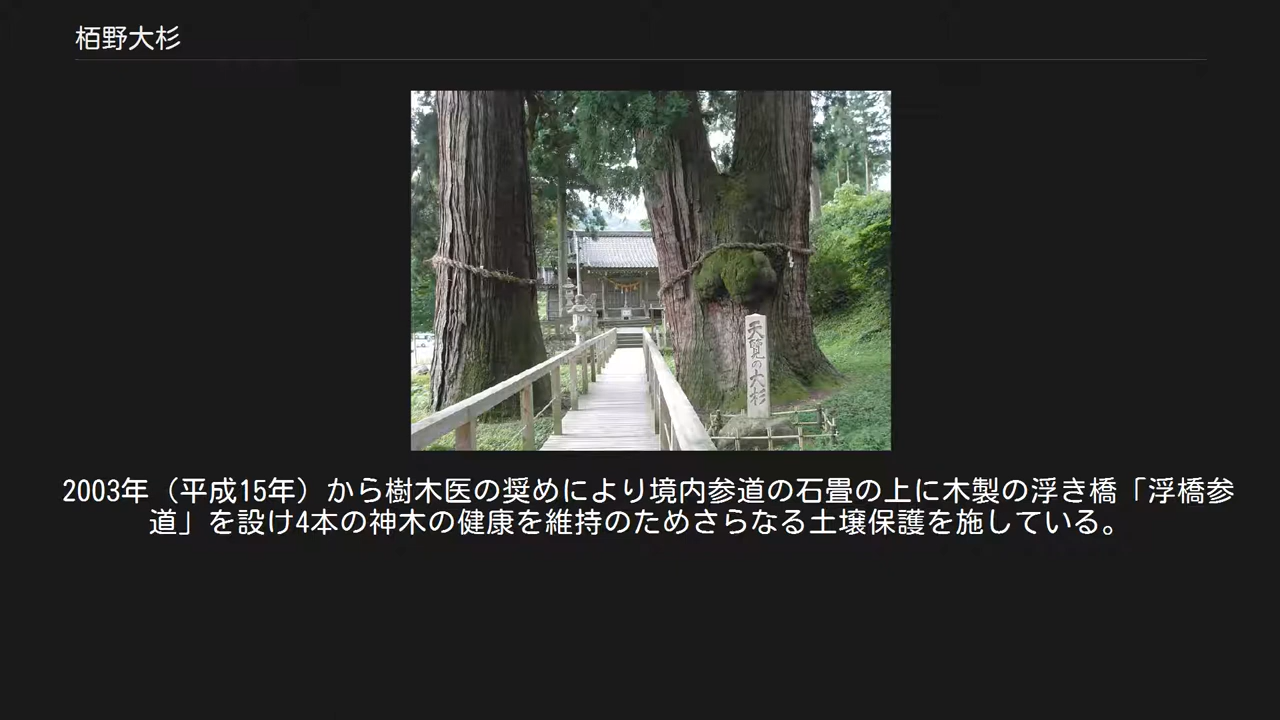 栢野大杉
天覧の大杉
2003年（平成15年）から樹木医の奨めにより境内参道の石畳の上に木製の浮き橋「浮橋参
道」を設け4本の神木の健康を維持のためさらなる土壌保護を施している。